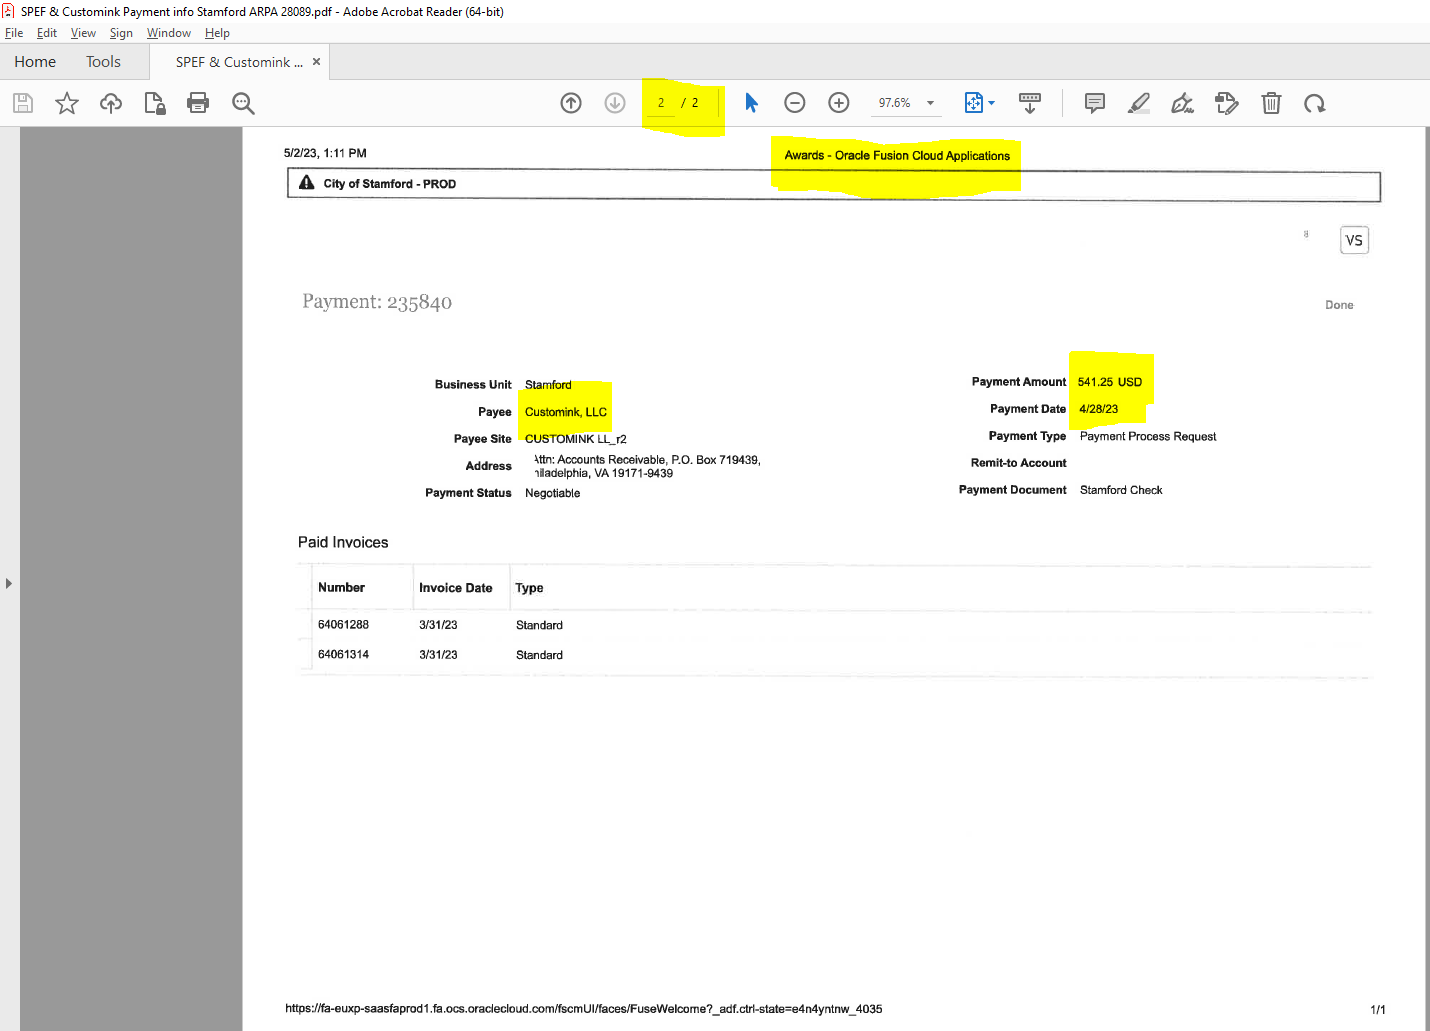 SPEF & Customink Payment info Stamford ARPA 28089.pdf - Adobe Acrobat Reader (64-bit)
File Edit View Sign Window Help
Home Tools SPEF & Customink ... ×
2 / 2 97.6%
5/2/23, 1:11 PM Awards - Oracle Fusion Cloud Applications
City of Stamford - PROD
VS
Payment: 235840 Done
Business Unit Stamford
Payee Customink, LLC
Payee Site CUSTOMINK LL_r2
Address Attn: Accounts Receivable, P.O. Box 719439,
hiladelphia, VA 19171-9439
Payment Status Negotiable
Payment Amount 541.25 USD
Payment Date 4/28/23
Payment Type Payment Process Request
Remit-to Account
Payment Document Stamford Check
Paid Invoices
Number Invoice Date Type
64061288 3/31/23 Standard
64061314 3/31/23 Standard
https://fa-euxp-saasfaprod1.fa.ocs.oraclecloud.com/fscmUI/faces/FuseWelcome?_adf.ctrl-state=e4n4yntnw_4035 1/1